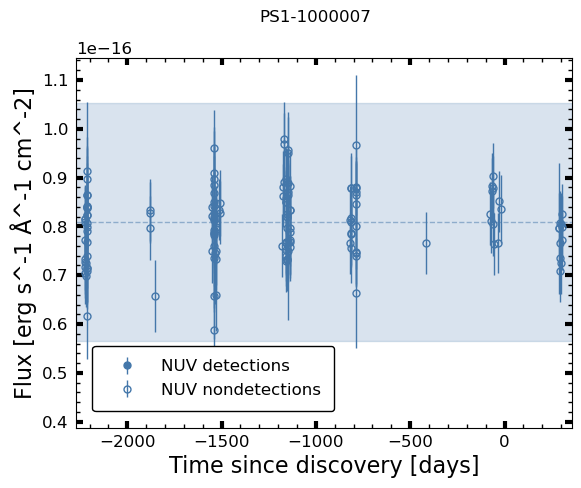 PS1-1000007
1e−16
1.1
1.0
0.9
0.8
0.7
0.6
0.5
0.4
Flux [erg s^-1 Å^-1 cm^-2]
NUV detections
NUV nondetections
−2000 −1500 −1000 −500 0
Time since discovery [days]